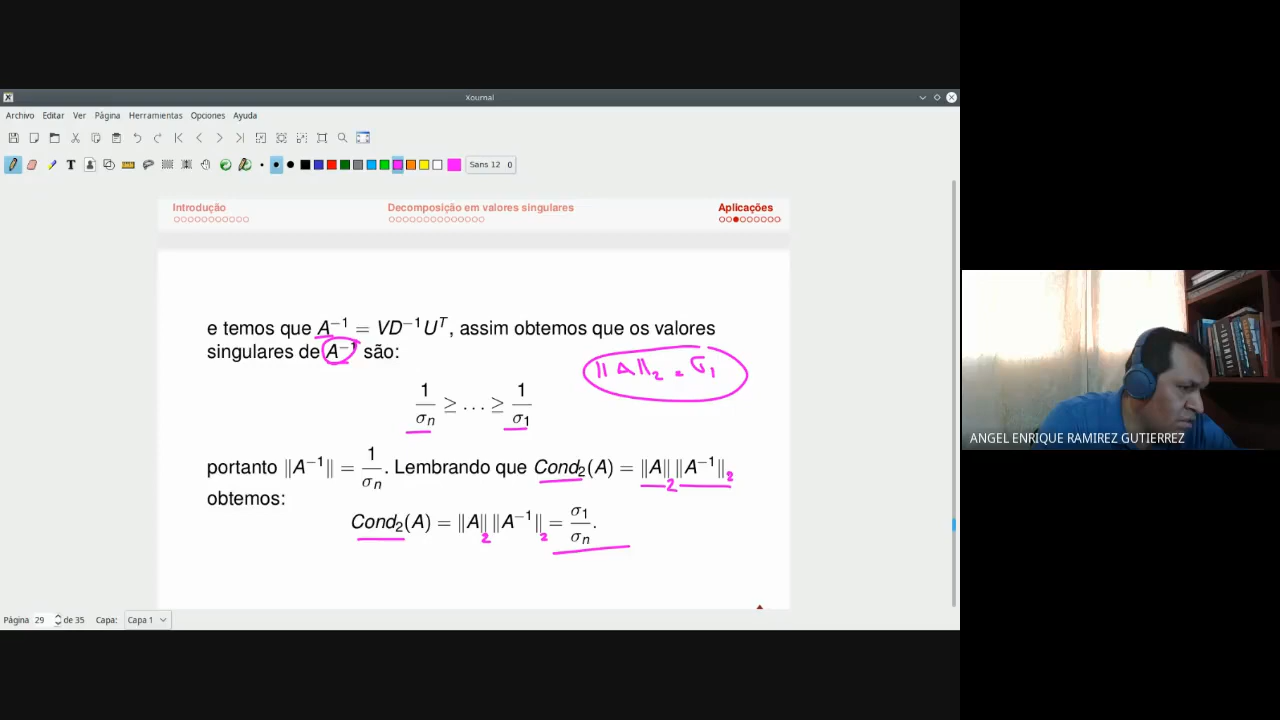 Xournal
Archivo Editar Ver Página Herramientas Opciones Ayuda
Sans 12 0
Introdução Decomposição em valores singulares Aplicações
e temos que A⁻¹ = VD⁻¹Uᵀ, assim obtemos que os valores
singulares de A⁻¹ são:
‖A‖₂ = σ₁
1/σₙ ≥ ... ≥ 1/σ₁
portanto ‖A⁻¹‖ = 1/σₙ. Lembrando que Cond₂(A) = ‖A‖₂‖A⁻¹‖₂
obtemos:
Cond₂(A) = ‖A‖₂‖A⁻¹‖₂ = σ₁/σₙ.
ANGEL ENRIQUE RAMIREZ GUTIERREZ
Página 29 de 35 Capa: Capa 1